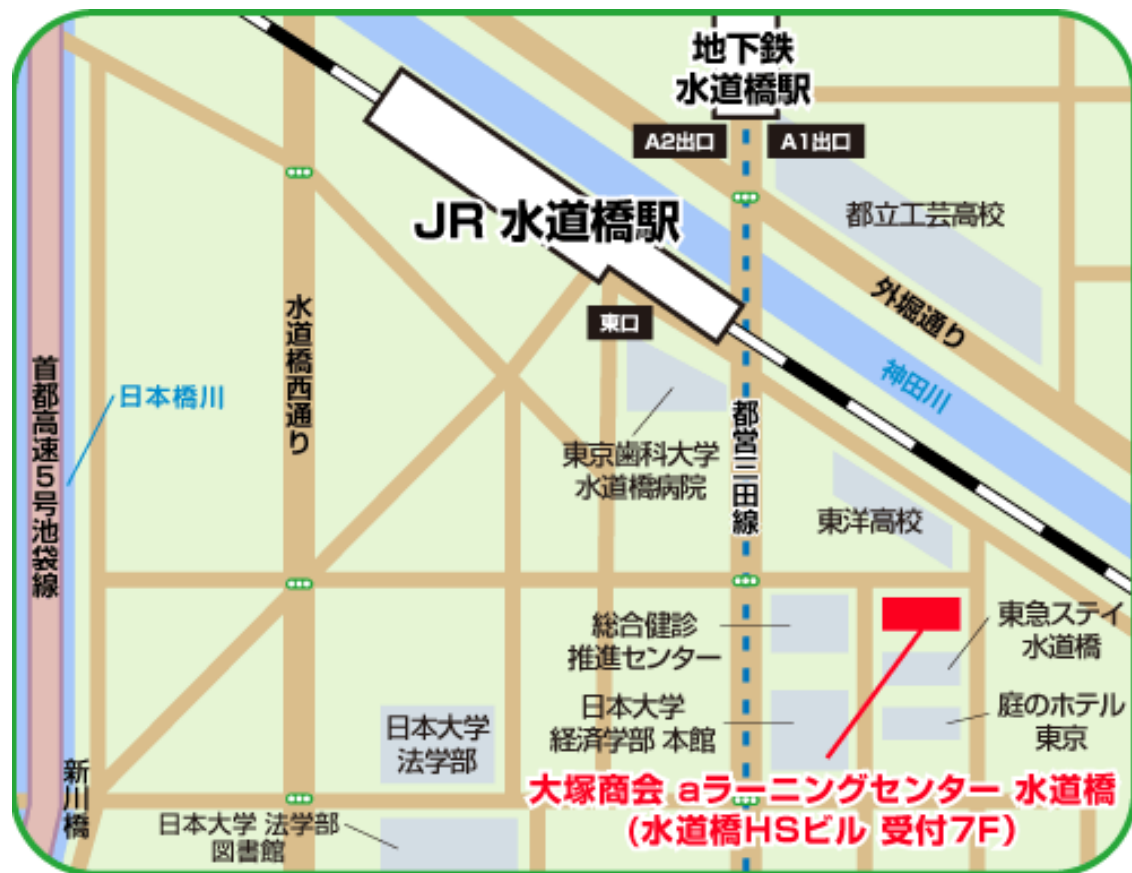 地下鉄
水道橋駅
A2出口
A1出口
都立工芸高校
JR 水道橋駅
外堀通り
東口
水道橋西通り
神田川
首都高速5号池袋線
日本橋川
都営三田線
東京歯科大学
水道橋病院
東洋高校
総合健診
推進センター
東急ステイ
水道橋
日本大学
経済学部 本館
庭のホテル
東京
日本大学
法学部
新川橋
大塚商会 aラーニングセンター 水道橋
(水道橋HSビル 受付7F)
日本大学 法学部
図書館